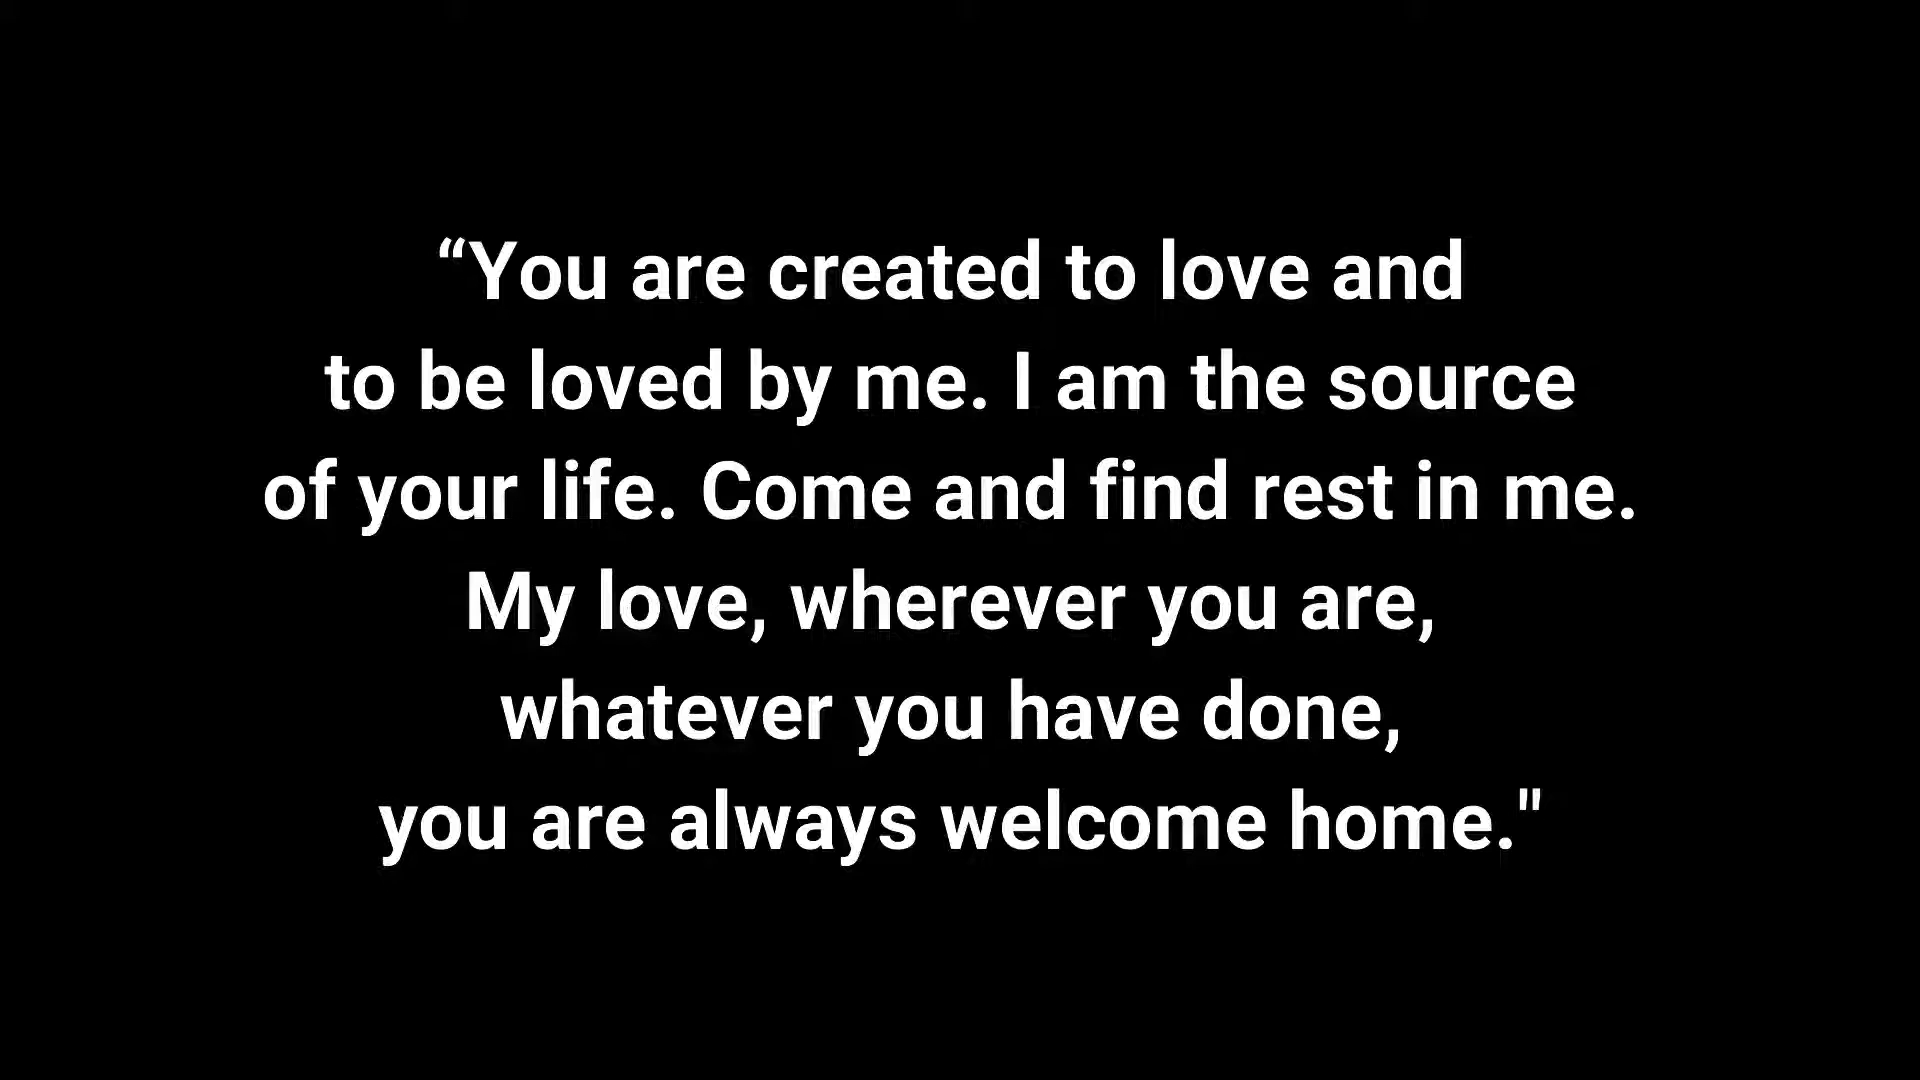 “You are created to love and
to be loved by me. I am the source
of your life. Come and find rest in me.
My love, wherever you are,
whatever you have done,
you are always welcome home."